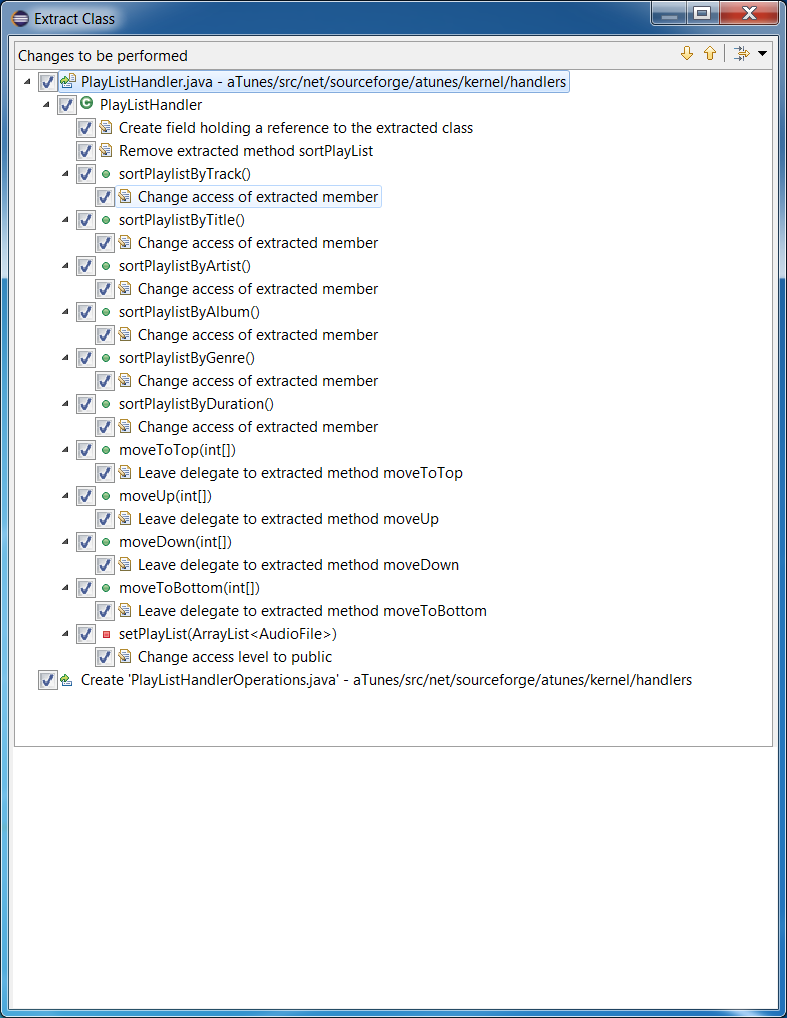 Extract Class
Changes to be performed
PlayListHandler.java - aTunes/src/net/sourceforge/atunes/kernel/handlers
PlayListHandler
Create field holding a reference to the extracted class
Remove extracted method sortPlayList
sortPlaylistByTrack()
Change access of extracted member
sortPlaylistByTitle()
Change access of extracted member
sortPlaylistByArtist()
Change access of extracted member
sortPlaylistByAlbum()
Change access of extracted member
sortPlaylistByGenre()
Change access of extracted member
sortPlaylistByDuration()
Change access of extracted member
moveToTop(int[])
Leave delegate to extracted method moveToTop
moveUp(int[])
Leave delegate to extracted method moveUp
moveDown(int[])
Leave delegate to extracted method moveDown
moveToBottom(int[])
Leave delegate to extracted method moveToBottom
setPlayList(ArrayList<AudioFile>)
Change access level to public
Create 'PlayListHandlerOperations.java' - aTunes/src/net/sourceforge/atunes/kernel/handlers